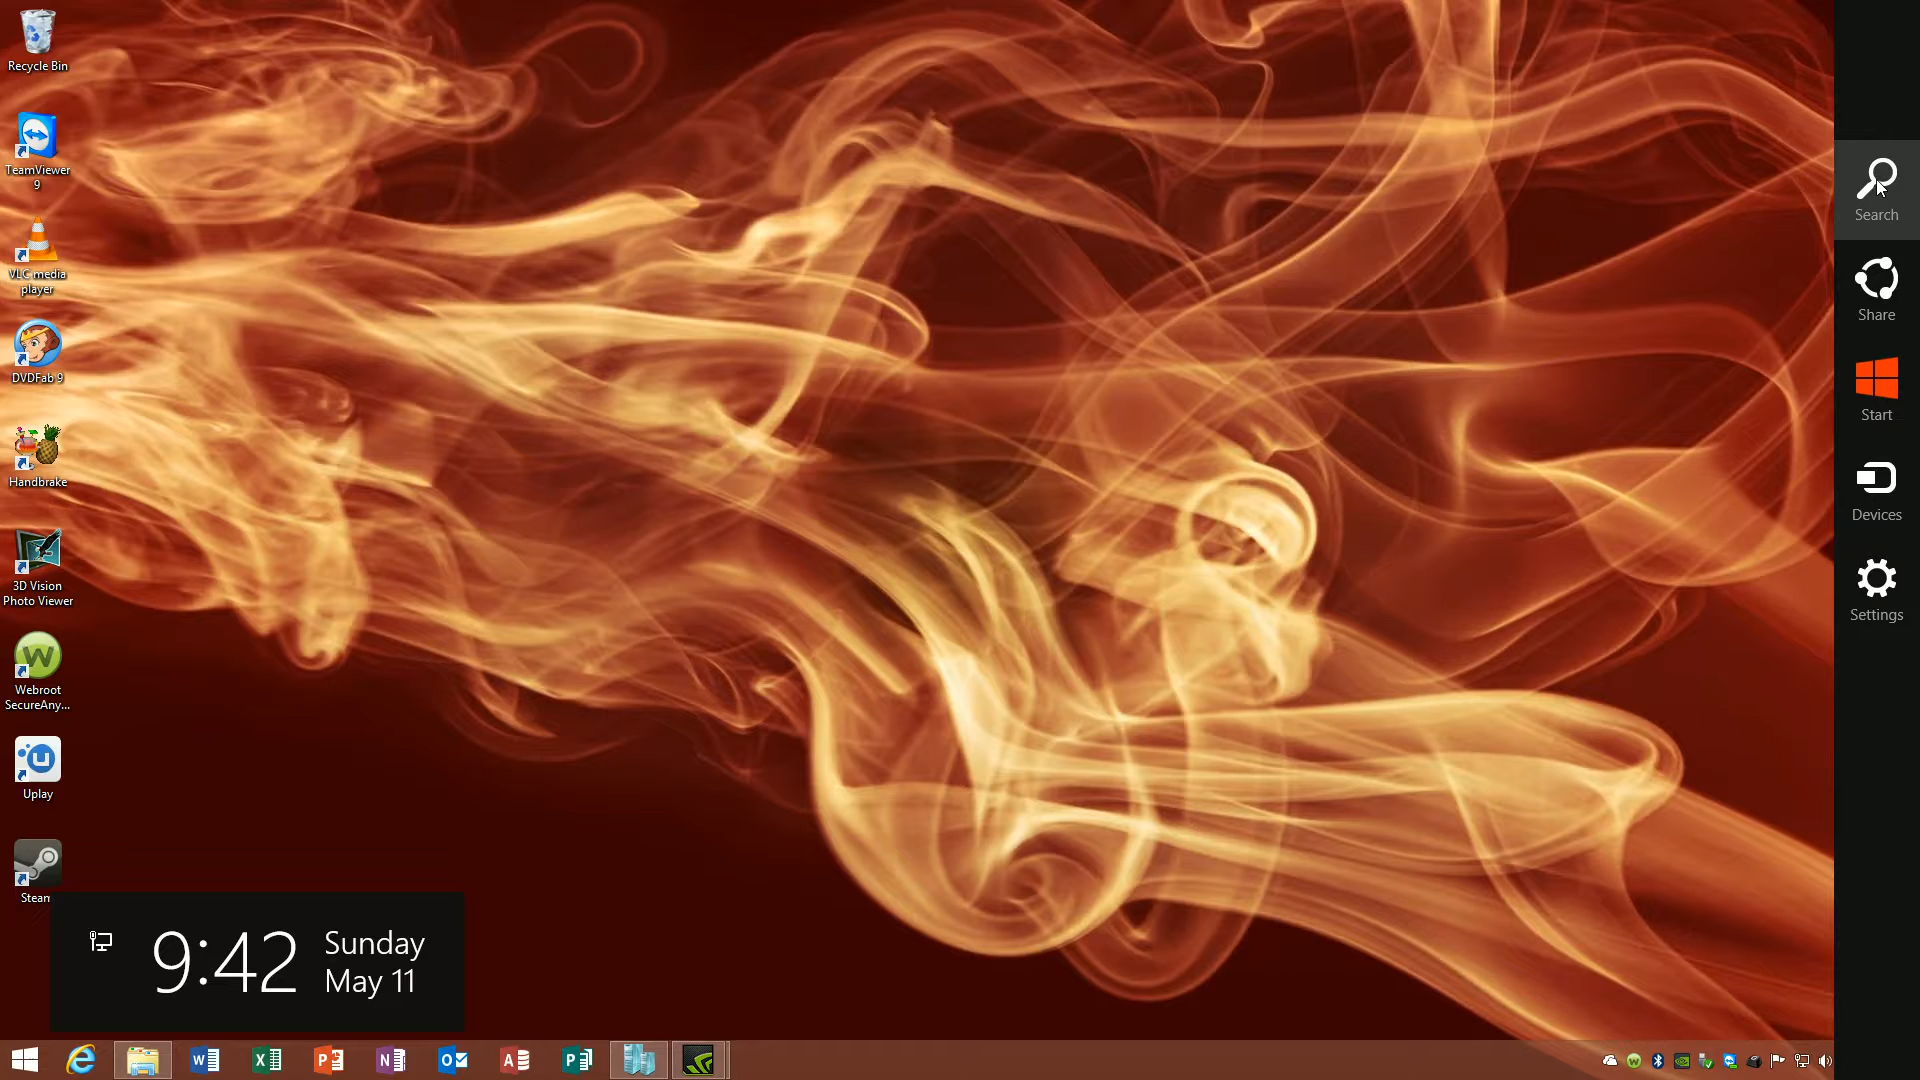 Recycle Bin
TeamViewer
9
VLC media
player
DVDFab 9
Handbrake
3D Vision
Photo Viewer
Webroot
SecureAny...
Uplay
Steam
9:42
Sunday
May 11
Search
Share
Start
Devices
Settings